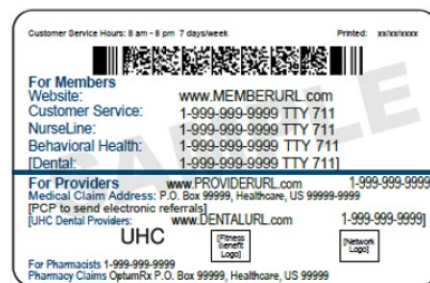 Customer Service Hours: 8 am - 8 pm 7 days/week Printed: xx/xx/xxxx
For Members
Website: www.MEMBERURL.com
Customer Service: 1-999-999-9999 TTY 711
NurseLine: 1-999-999-9999 TTY 711
Behavioral Health: 1-999-999-9999 TTY 711
[Dental: 1-999-999-9999 TTY 711]
SAMPLE
For Providers www.PROVIDERURL.com 1-999-999-9999
Medical Claim Address: P.O. Box 99999, Healthcare, US 99999-9999
[PCP to send electronic referrals]
[UHC Dental Providers: www.DENTALURL.com 1-999-999-9999]
UHC
[Fitness
Benefit
Logo]
[Network
Logo]
For Pharmacists 1-999-999-9999
Pharmacy Claims OptumRx P.O. Box 99999, Healthcare, US 99999